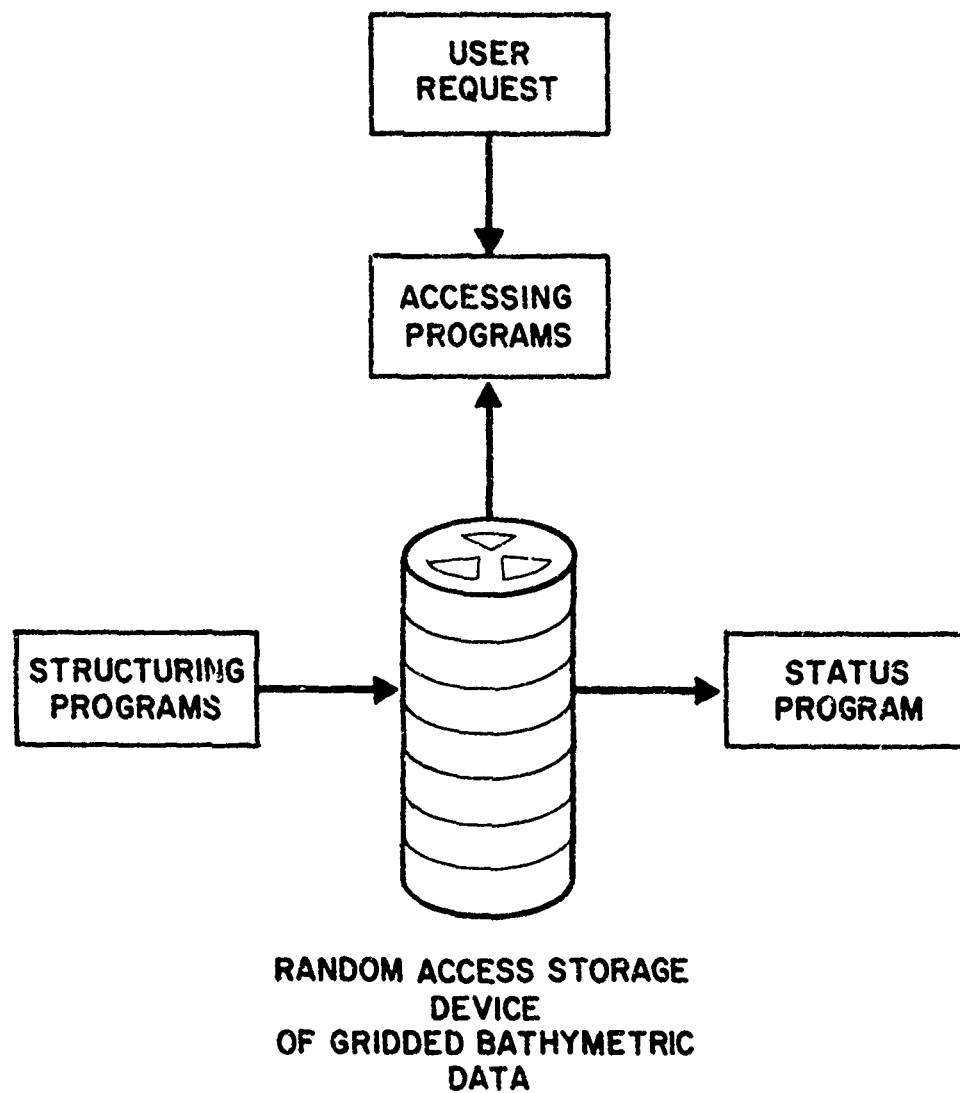 USER
REQUEST
ACCESSING
PROGRAMS
STRUCTURING
PROGRAMS
STATUS
PROGRAM
RANDOM ACCESS STORAGE
DEVICE
OF GRIDDED BATHYMETRIC
DATA